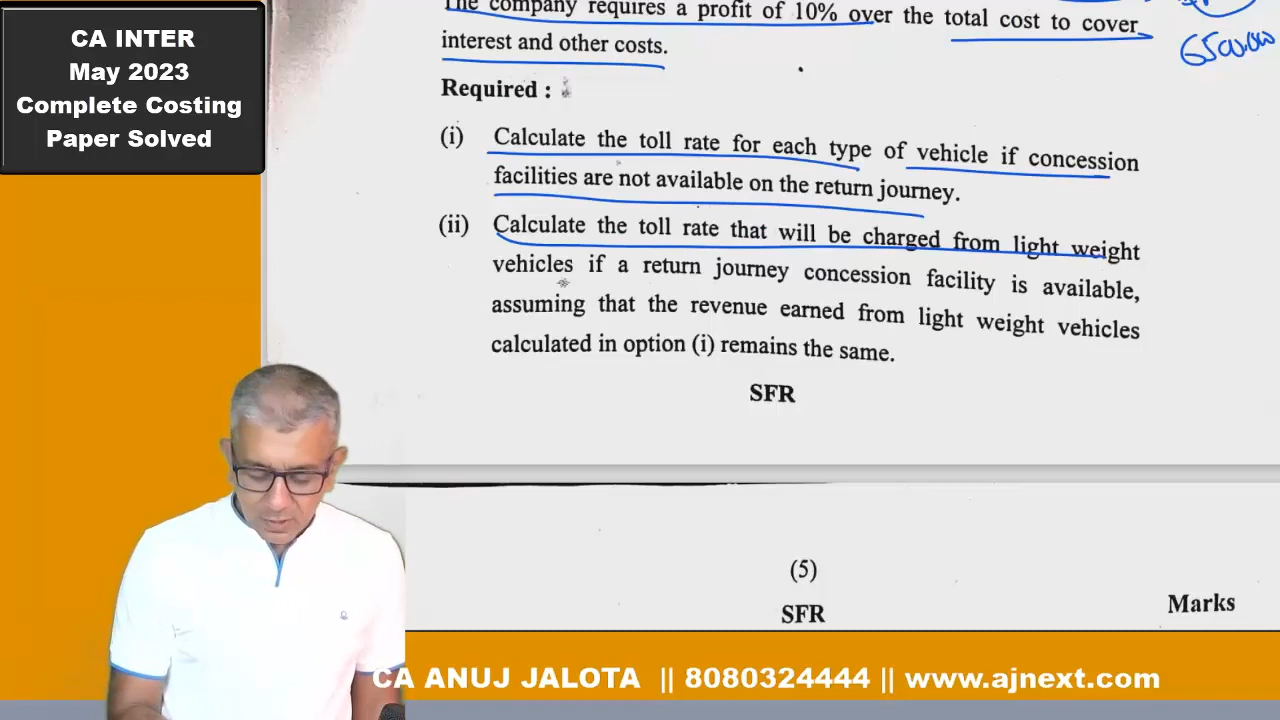 CA INTER
May 2023
Complete Costing
Paper Solved
The company requires a profit of 10% over the total cost to cover
interest and other costs.
6500,000
Required :
(i) Calculate the toll rate for each type of vehicle if concession
facilities are not available on the return journey.
(ii) Calculate the toll rate that will be charged from light weight
vehicles if a return journey concession facility is available,
assuming that the revenue earned from light weight vehicles
calculated in option (i) remains the same.
SFR
(5)
SFR
Marks
CA ANUJ JALOTA || 8080324444 || www.ajnext.com